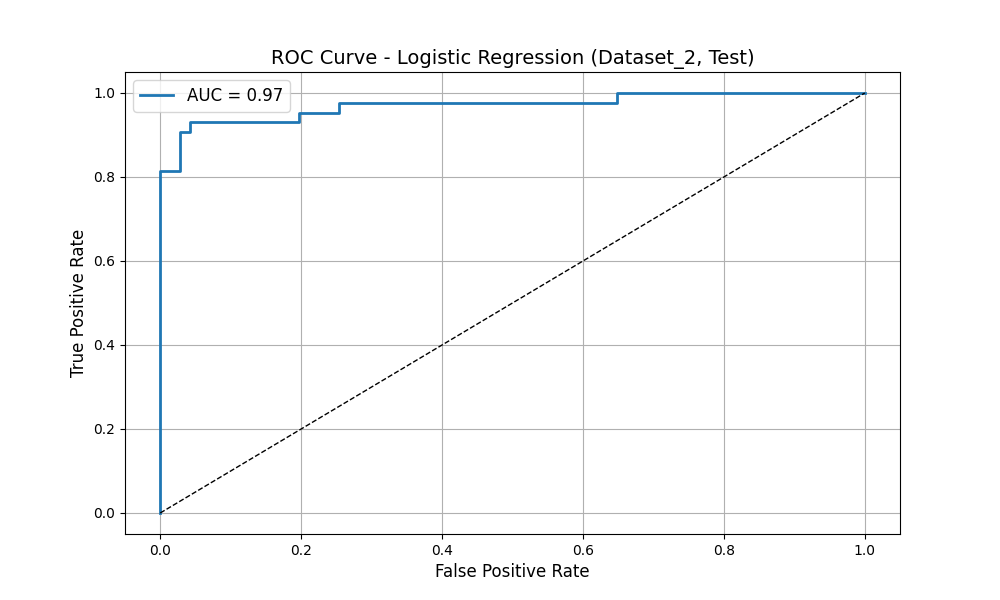 ROC Curve - Logistic Regression (Dataset_2, Test)
AUC = 0.97
True Positive Rate
1.0
0.8
0.6
0.4
0.2
0.0
0.0 0.2 0.4 0.6 0.8 1.0
False Positive Rate